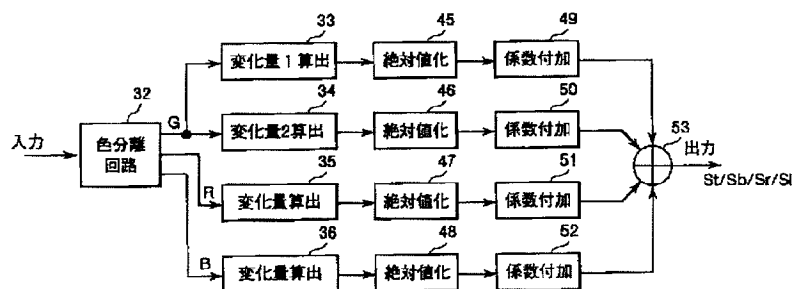 33
45
49
変化量1算出
絶対値化
係数付加
32
34
46
50
53
G
入力
色分離
回路
変化量2算出
絶対値化
係数付加
出力
35
47
51
St/Sb/Sr/Sl
R
変化量算出
絶対値化
係数付加
36
48
52
B
変化量算出
絶対値化
係数付加